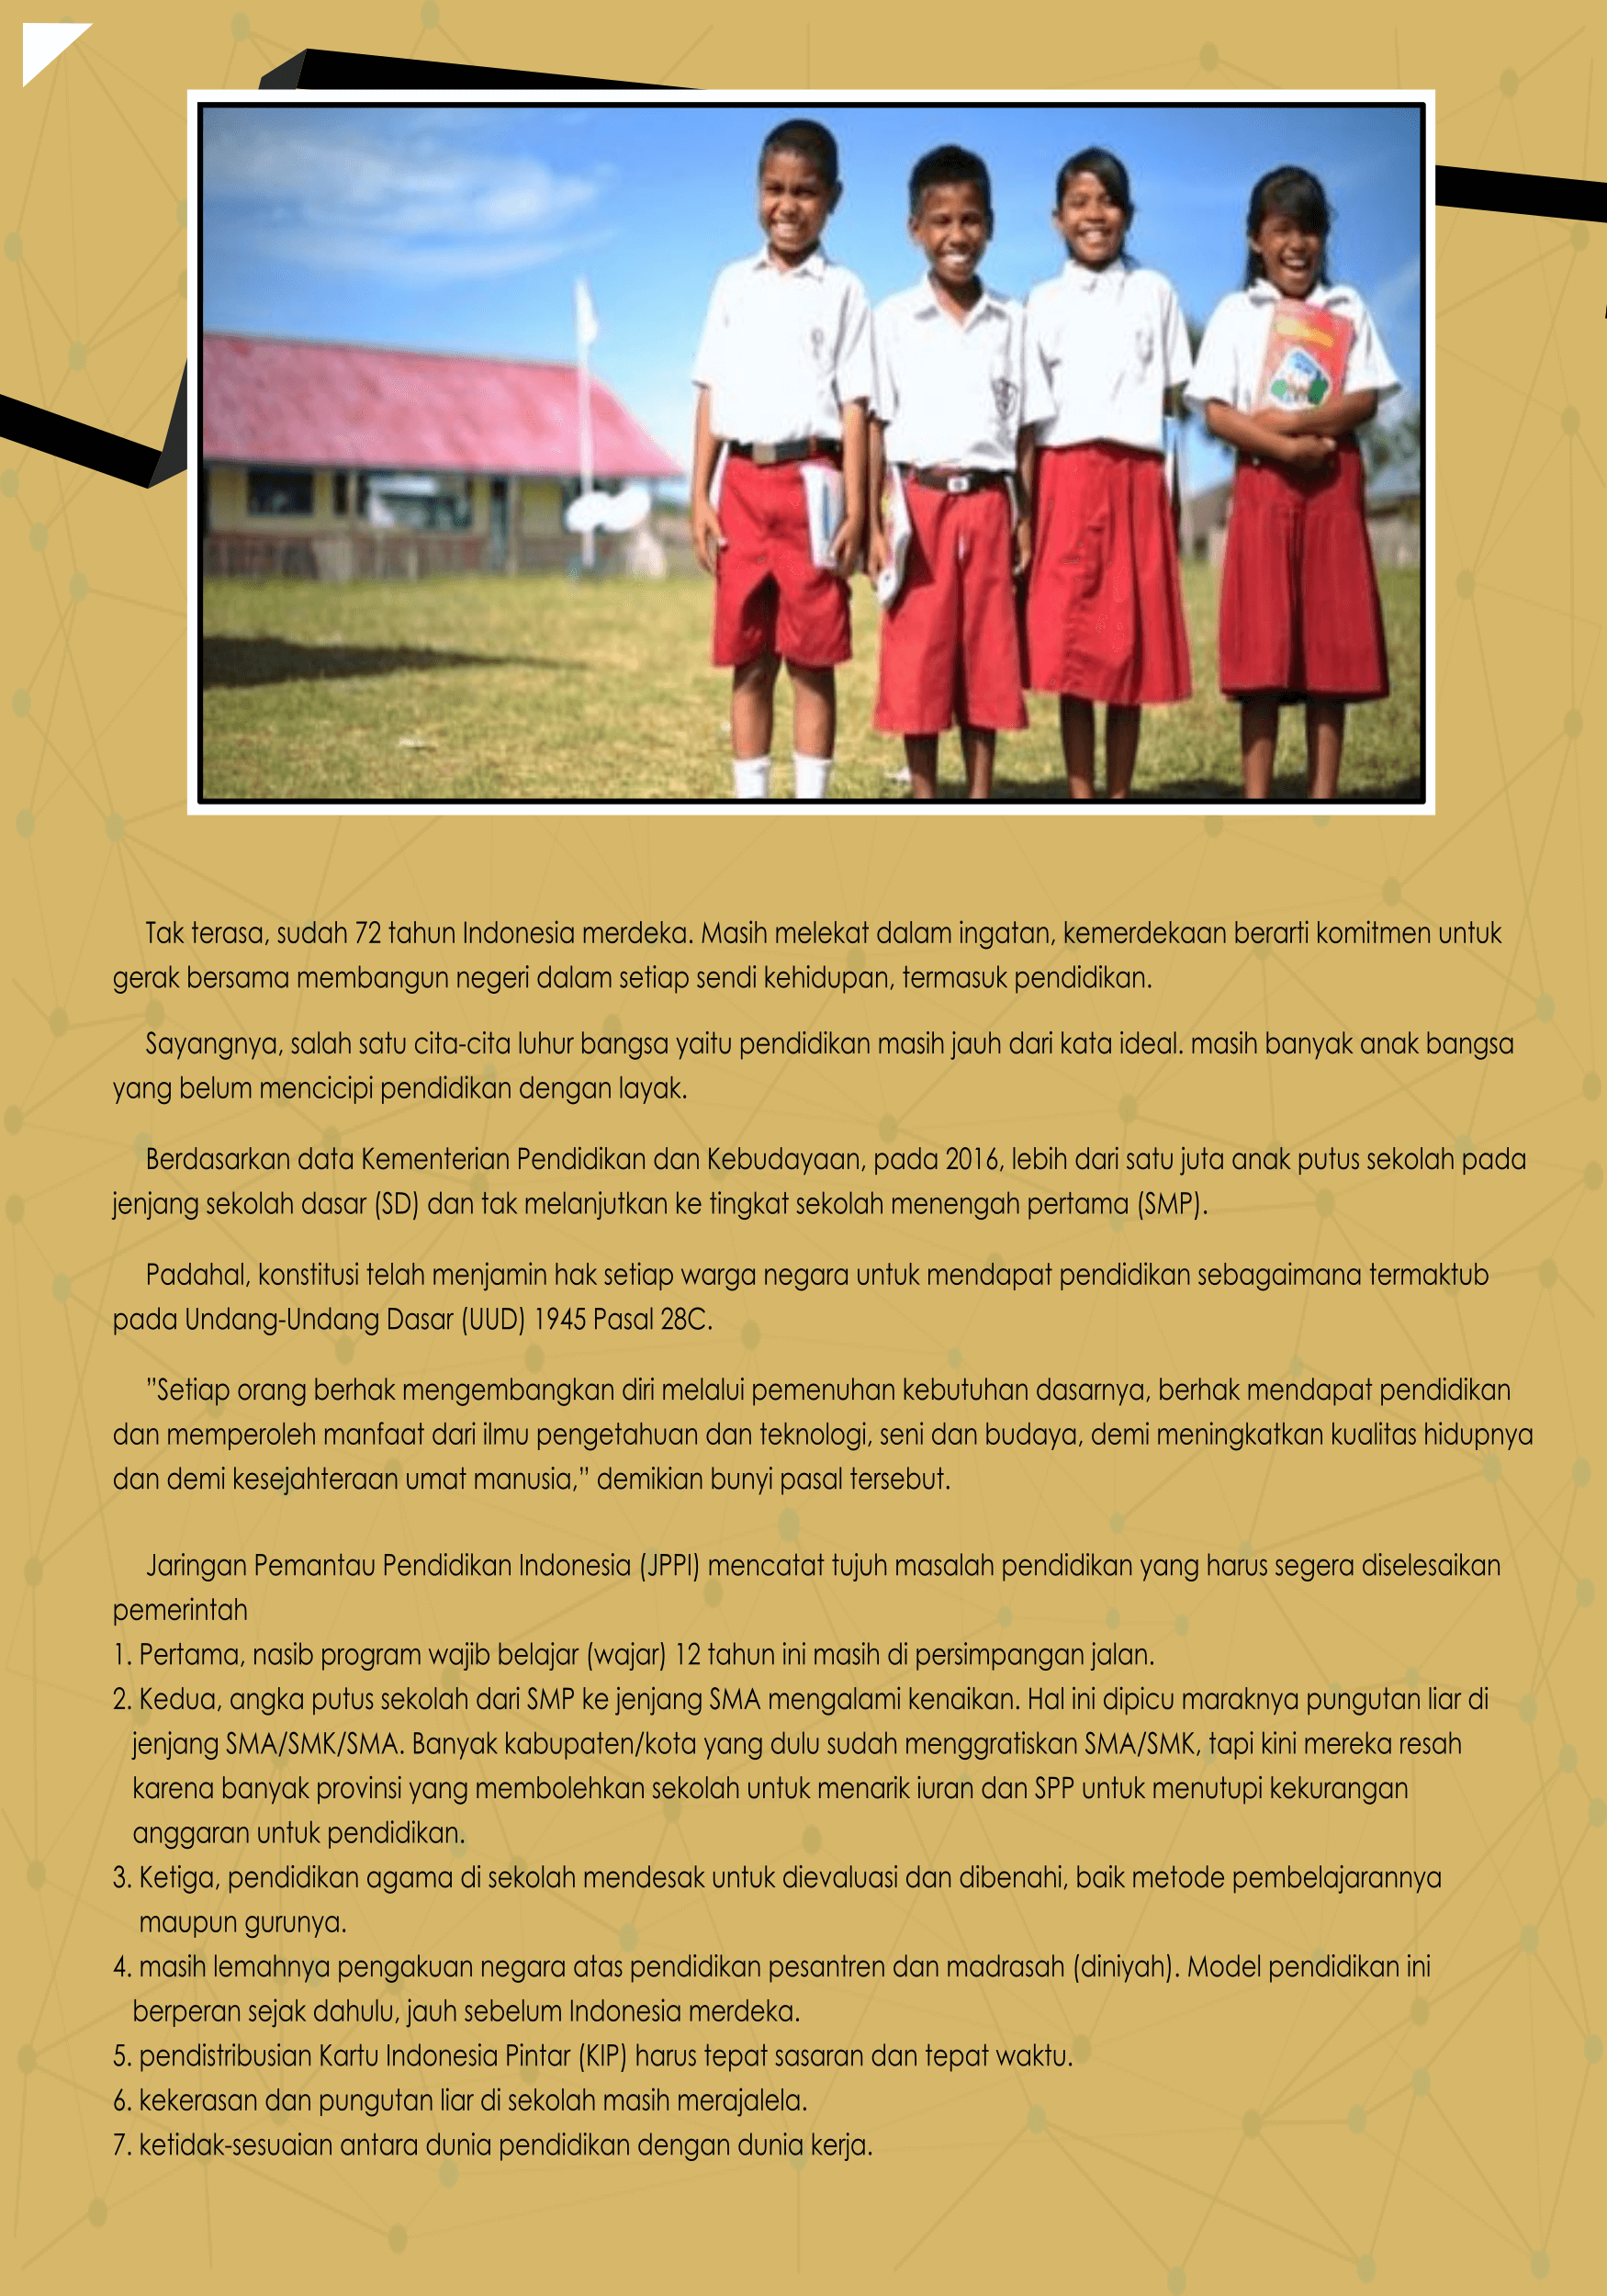 Tak terasa, sudah 72 tahun Indonesia merdeka. Masih melekat dalam ingatan, kemerdekaan berarti komitmen untuk
gerak bersama membangun negeri dalam setiap sendi kehidupan, termasuk pendidikan.
Sayangnya, salah satu cita-cita luhur bangsa yaitu pendidikan masih jauh dari kata ideal. masih banyak anak bangsa
yang belum mencicipi pendidikan dengan layak.
Berdasarkan data Kementerian Pendidikan dan Kebudayaan, pada 2016, lebih dari satu juta anak putus sekolah pada
jenjang sekolah dasar (SD) dan tak melanjutkan ke tingkat sekolah menengah pertama (SMP).
Padahal, konstitusi telah menjamin hak setiap warga negara untuk mendapat pendidikan sebagaimana termaktub
pada Undang-Undang Dasar (UUD) 1945 Pasal 28C.
”Setiap orang berhak mengembangkan diri melalui pemenuhan kebutuhan dasarnya, berhak mendapat pendidikan
dan memperoleh manfaat dari ilmu pengetahuan dan teknologi, seni dan budaya, demi meningkatkan kualitas hidupnya
dan demi kesejahteraan umat manusia,” demikian bunyi pasal tersebut.
Jaringan Pemantau Pendidikan Indonesia (JPPI) mencatat tujuh masalah pendidikan yang harus segera diselesaikan
pemerintah
1. Pertama, nasib program wajib belajar (wajar) 12 tahun ini masih di persimpangan jalan.
2. Kedua, angka putus sekolah dari SMP ke jenjang SMA mengalami kenaikan. Hal ini dipicu maraknya pungutan liar di
jenjang SMA/SMK/SMA. Banyak kabupaten/kota yang dulu sudah menggratiskan SMA/SMK, tapi kini mereka resah
karena banyak provinsi yang membolehkan sekolah untuk menarik iuran dan SPP untuk menutupi kekurangan
anggaran untuk pendidikan.
3. Ketiga, pendidikan agama di sekolah mendesak untuk dievaluasi dan dibenahi, baik metode pembelajarannya
maupun gurunya.
4. masih lemahnya pengakuan negara atas pendidikan pesantren dan madrasah (diniyah). Model pendidikan ini
berperan sejak dahulu, jauh sebelum Indonesia merdeka.
5. pendistribusian Kartu Indonesia Pintar (KIP) harus tepat sasaran dan tepat waktu.
6. kekerasan dan pungutan liar di sekolah masih merajalela.
7. ketidak-sesuaian antara dunia pendidikan dengan dunia kerja.